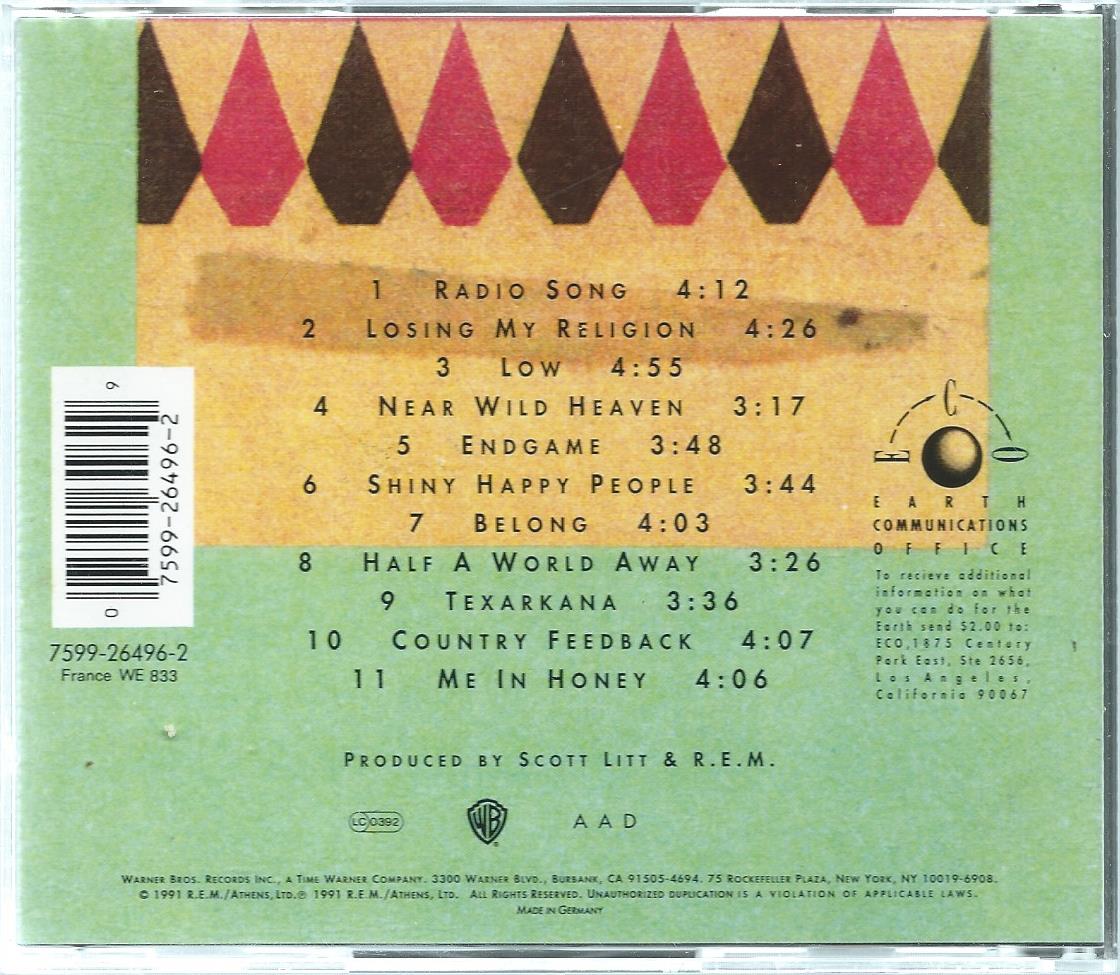 1 RADIO SONG 4:12
2 LOSING MY RELIGION 4:26
3 LOW 4:55
4 NEAR WILD HEAVEN 3:17
5 ENDGAME 3:48
6 SHINY HAPPY PEOPLE 3:44
7 BELONG 4:03
8 HALF A WORLD AWAY 3:26
9 TEXARKANA 3:36
10 COUNTRY FEEDBACK 4:07
11 ME IN HONEY 4:06
PRODUCED BY SCOTT LITT & R.E.M.
LC 0392
WB
AAD
9
7599-26496-2
0
7599-26496-2
France WE 833
E C O
EARTH
COMMUNICATIONS
OFFICE
To recieve additional
information on what
you can do for the
Earth send $2.00 to:
ECO,1875 Century
Park East, Ste 2656,
Los Angeles,
California 90067
WARNER BROS. RECORDS INC., A TIME WARNER COMPANY. 3300 WARNER BLVD., BURBANK, CA 91505-4694. 75 ROCKEFELLER PLAZA, NEW YORK, NY 10019-6908.
© 1991 R.E.M./ATHENS, LTD.℗ 1991 R.E.M./ATHENS, LTD. ALL RIGHTS RESERVED. UNAUTHORIZED DUPLICATION IS A VIOLATION OF APPLICABLE LAWS.
MADE IN GERMANY